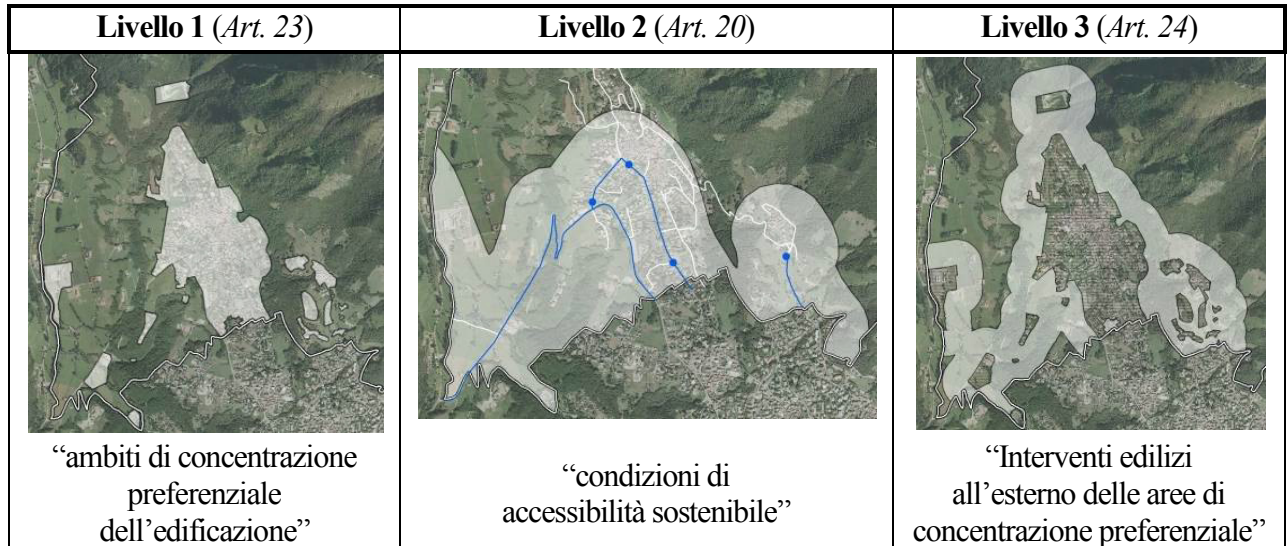 Livello 1 (Art. 23)
Livello 2 (Art. 20)
Livello 3 (Art. 24)
“ambiti di concentrazione
preferenziale
dell’edificazione”
“condizioni di
accessibilità sostenibile”
“Interventi edilizi
all’esterno delle aree di
concentrazione preferenziale”